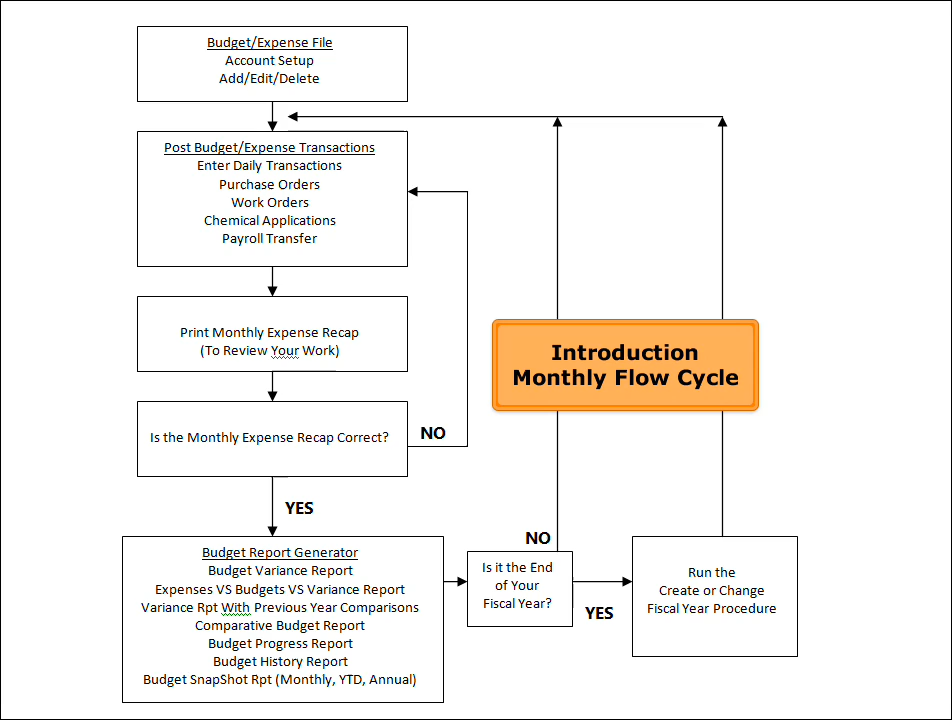 Budget/Expense File
Account Setup
Add/Edit/Delete
Post Budget/Expense Transactions
Enter Daily Transactions
Purchase Orders
Work Orders
Chemical Applications
Payroll Transfer
Print Monthly Expense Recap
(To Review Your Work)
Introduction
Monthly Flow Cycle
Is the Monthly Expense Recap Correct?
NO
YES
Budget Report Generator
Budget Variance Report
Expenses VS Budgets VS Variance Report
Variance Rpt With Previous Year Comparisons
Comparative Budget Report
Budget Progress Report
Budget History Report
Budget SnapShot Rpt (Monthly, YTD, Annual)
NO
Is it the End
of Your
Fiscal Year?
YES
Run the
Create or Change
Fiscal Year Procedure